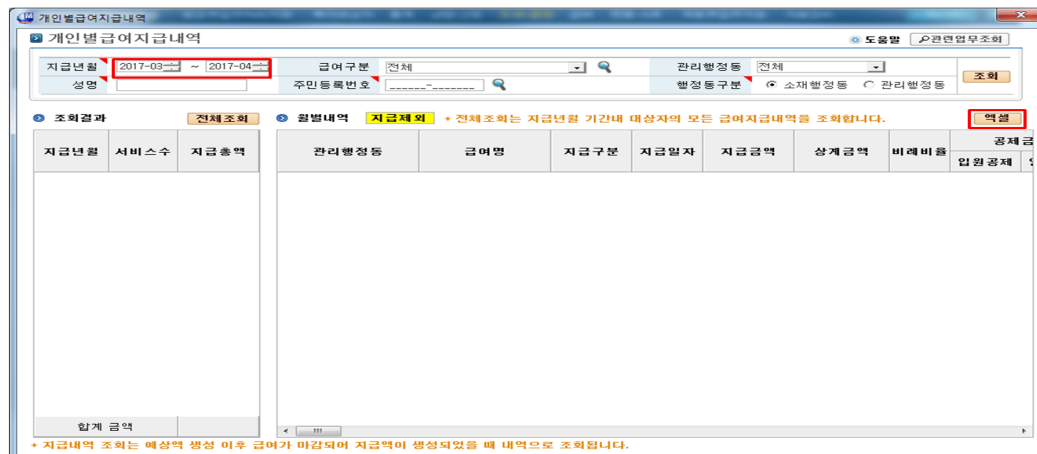 개인별급여지급내역
개인별급여지급내역 도움말 관련업무조회
지급년월 2017-03 ~ 2017-04 급여구분 전체 관리행정동 전체 조회
성명 주민등록번호 ______-_______ 행정동구분 소재행정동 관리행정동
조회결과 전체조회 월별내역 지급제외 * 전체조회는 지급년월 기간내 대상자의 모든 급여지급내역을 조회합니다. 엑셀
지급년월 서비스수 지급총액 관리행정동 급여명 지급구분 지급일자 지급금액 상계금액 비례비율 공제금
입원공제
합계 금액
* 지급내역 조회는 예상액 생성 이후 급여가 마감되어 지급액이 생성되었을 때 내역으로 조회됩니다.